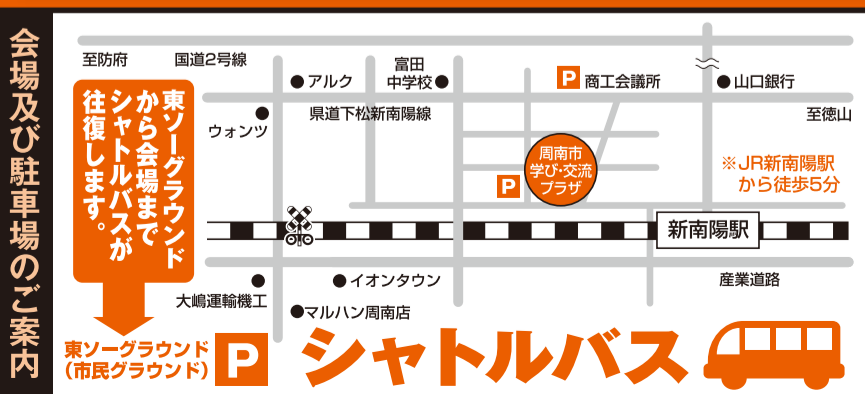 会場及び駐車場のご案内
至防府
国道2号線
富田
中学校
アルク
P
商工会議所
山口銀行
県道下松新南陽線
至徳山
ウォンツ
東ソーグラウンド
から会場まで
シャトルバスが
往復します。
周南市
学び・交流
プラザ
P
※JR新南陽駅
から徒歩5分
新南陽駅
イオンタウン
産業道路
大嶋運輸機工
マルハン周南店
東ソーグラウンド
（市民グラウンド）
P
シャトルバス